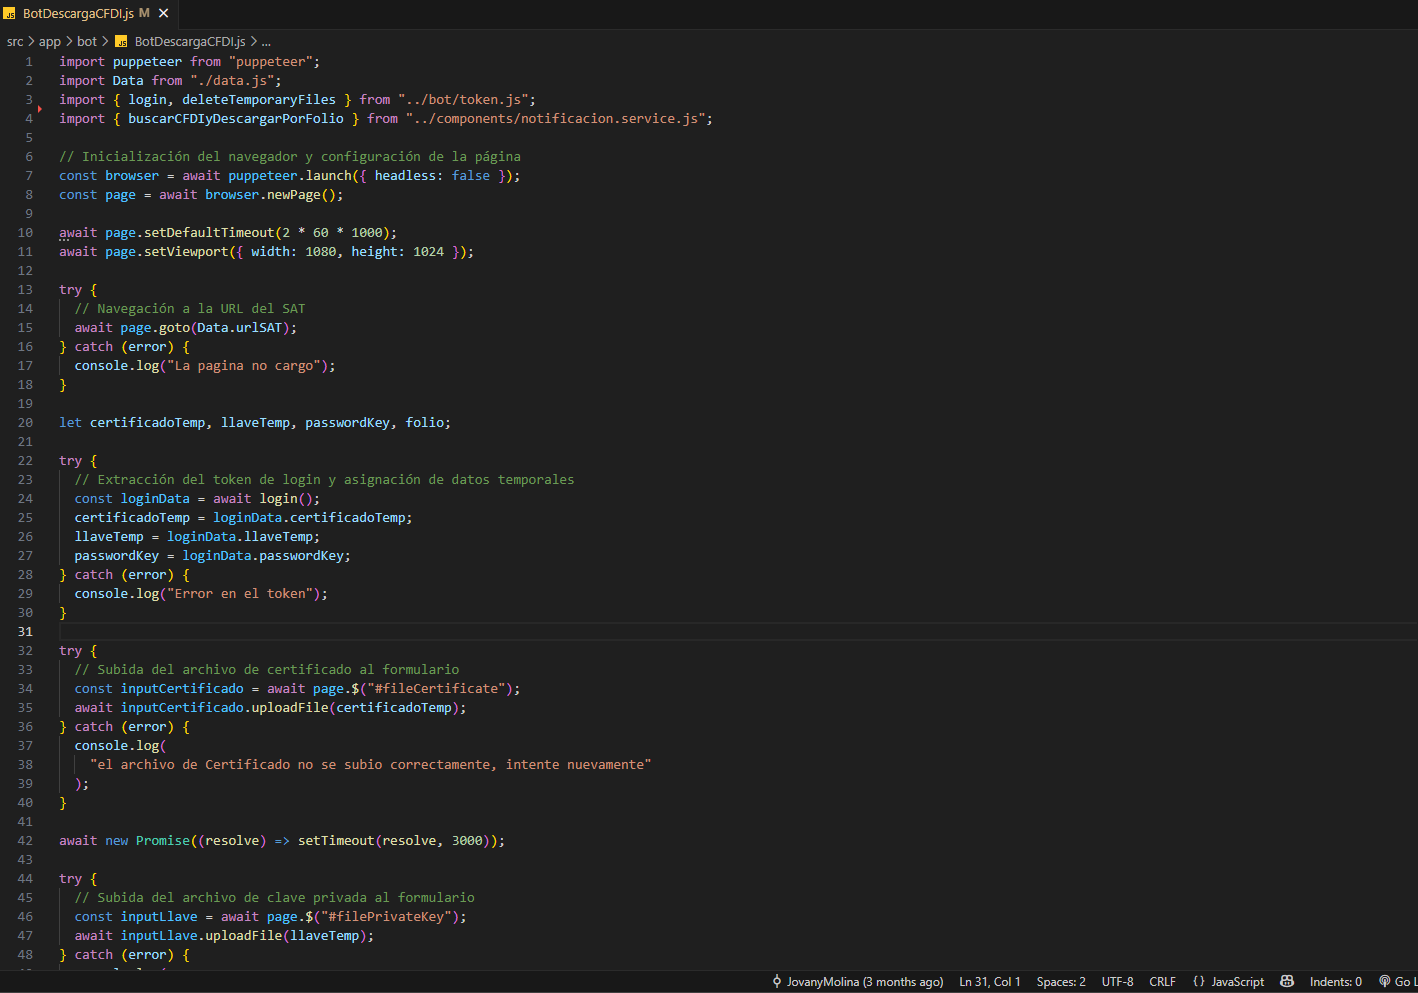 JS BotDescargaCFDI.js M ×
src > app > bot > JS BotDescargaCFDI.js > ...
1 import puppeteer from "puppeteer";
2 import Data from "./data.js";
3 import { login, deleteTemporaryFiles } from "../bot/token.js";
4 import { buscarCFDIyDescargarPorFolio } from "../components/notificacion.service.js";
5
6 // Inicialización del navegador y configuración de la página
7 const browser = await puppeteer.launch({ headless: false });
8 const page = await browser.newPage();
9
10 await page.setDefaultTimeout(2 * 60 * 1000);
11 await page.setViewport({ width: 1080, height: 1024 });
12
13 try {
14 // Navegación a la URL del SAT
15 await page.goto(Data.urlSAT);
16 } catch (error) {
17 console.log("La pagina no cargo");
18 }
19
20 let certificadoTemp, llaveTemp, passwordKey, folio;
21
22 try {
23 // Extracción del token de login y asignación de datos temporales
24 const loginData = await login();
25 certificadoTemp = loginData.certificadoTemp;
26 llaveTemp = loginData.llaveTemp;
27 passwordKey = loginData.passwordKey;
28 } catch (error) {
29 console.log("Error en el token");
30 }
31
32 try {
33 // Subida del archivo de certificado al formulario
34 const inputCertificado = await page.$("#fileCertificate");
35 await inputCertificado.uploadFile(certificadoTemp);
36 } catch (error) {
37 console.log(
38 "el archivo de Certificado no se subio correctamente, intente nuevamente"
39 );
40 }
41
42 await new Promise((resolve) => setTimeout(resolve, 3000));
43
44 try {
45 // Subida del archivo de clave privada al formulario
46 const inputLlave = await page.$("#filePrivateKey");
47 await inputLlave.uploadFile(llaveTemp);
48 } catch (error) {
JovanyMolina (3 months ago) Ln 31, Col 1 Spaces: 2 UTF-8 CRLF {} JavaScript Indents: 0 Go L